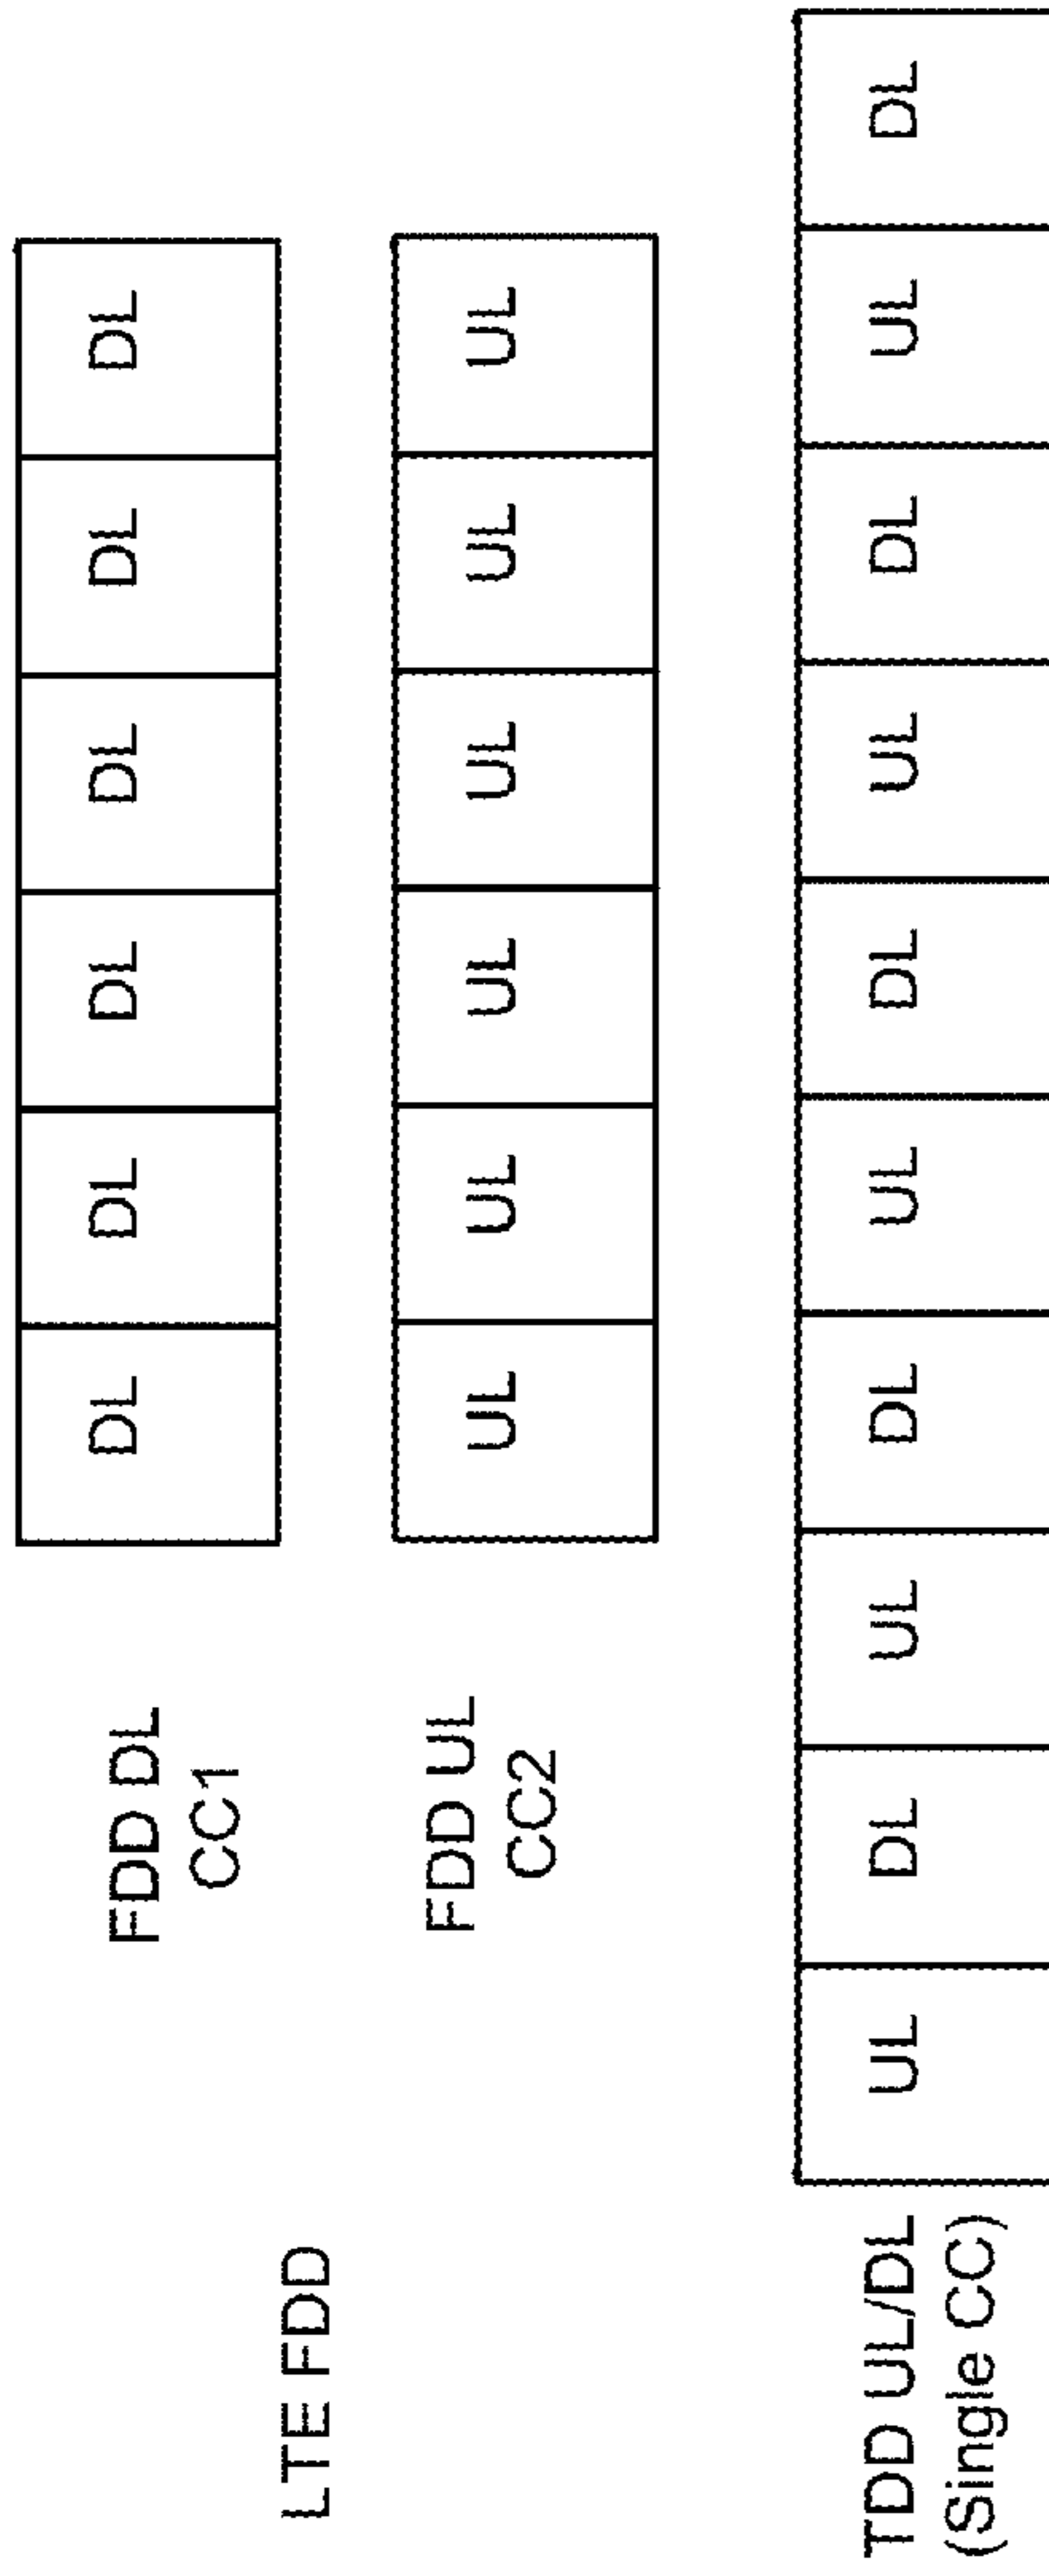 FDD DL
CC1
DL DL DL DL DL DL
LTE FDD
FDD UL
CC2
UL UL UL UL UL UL
TDD UL/DL
(Single CC)
UL DL UL DL UL DL UL DL UL DL